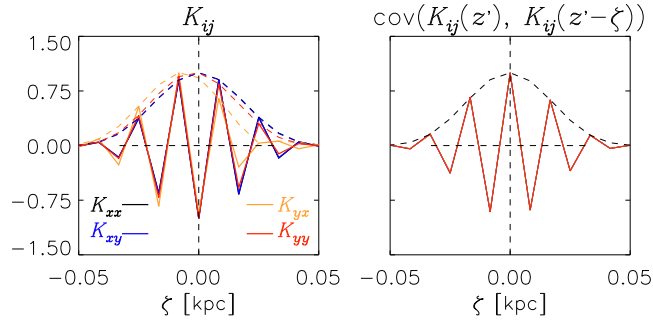 K_ij
cov(K_ij(z'), K_ij(z'−ζ))
1.50
0.75
0.00
−0.75
−1.50
K_xx
K_xy
K_yx
K_yy
−0.05
0.00
0.05
−0.05
0.00
0.05
ζ [kpc]
ζ [kpc]